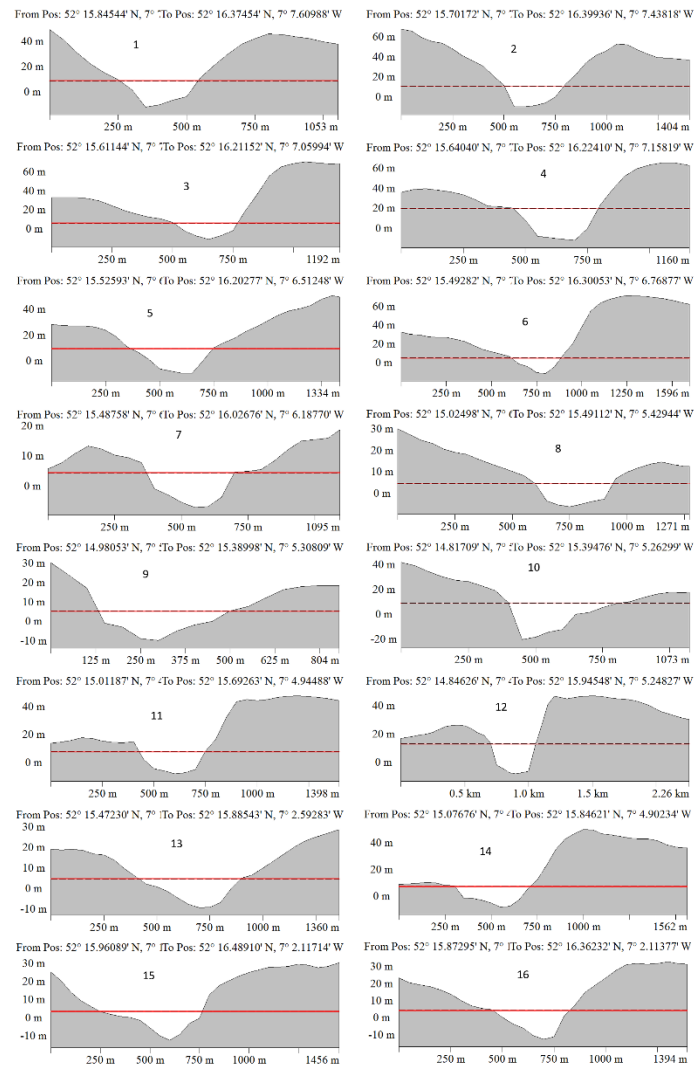 From Pos: 52° 15.84544' N, 7° To Pos: 52° 16.37454' N, 7° 7.60988' W
1
40 m
20 m
0 m
250 m 500 m 750 m 1053 m
From Pos: 52° 15.70172' N, 7° To Pos: 52° 16.39936' N, 7° 7.43818' W
2
60 m
40 m
20 m
0 m
250 m 500 m 750 m 1000 m 1404 m
From Pos: 52° 15.61144' N, 7° To Pos: 52° 16.21152' N, 7° 7.05994' W
3
60 m
40 m
20 m
0 m
250 m 500 m 750 m 1192 m
From Pos: 52° 15.64040' N, 7° To Pos: 52° 16.22410' N, 7° 7.15819' W
4
60 m
40 m
20 m
0 m
250 m 500 m 750 m 1160 m
From Pos: 52° 15.52593' N, 7° To Pos: 52° 16.20277' N, 7° 6.51248' W
5
40 m
20 m
0 m
250 m 500 m 750 m 1000 m 1334 m
From Pos: 52° 15.49282' N, 7° To Pos: 52° 16.30053' N, 7° 6.76877' W
6
60 m
40 m
20 m
0 m
250 m 500 m 750 m 1000 m 1250 m 1596 m
From Pos: 52° 15.48758' N, 7° To Pos: 52° 16.02676' N, 7° 6.18770' W
7
20 m
10 m
0 m
250 m 500 m 750 m 1095 m
From Pos: 52° 15.02498' N, 7° To Pos: 52° 15.49112' N, 7° 5.42944' W
8
30 m
20 m
10 m
0 m
250 m 500 m 750 m 1000 m 1271 m
From Pos: 52° 14.98053' N, 7° To Pos: 52° 15.38998' N, 7° 5.30809' W
9
30 m
20 m
10 m
0 m
-10 m
125 m 250 m 375 m 500 m 625 m 804 m
From Pos: 52° 14.81709' N, 7° To Pos: 52° 15.39476' N, 7° 5.26299' W
10
40 m
20 m
0 m
-20 m
250 m 500 m 750 m 1073 m
From Pos: 52° 15.01187' N, 7° To Pos: 52° 15.69263' N, 7° 4.94488' W
11
40 m
20 m
0 m
250 m 500 m 750 m 1000 m 1398 m
From Pos: 52° 14.84626' N, 7° To Pos: 52° 15.94548' N, 7° 5.24827' W
12
40 m
20 m
0 m
0.5 km 1.0 km 1.5 km 2.26 km
From Pos: 52° 15.47230' N, 7° To Pos: 52° 15.88543' N, 7° 2.59283' W
13
30 m
20 m
10 m
0 m
-10 m
250 m 500 m 750 m 1000 m 1360 m
From Pos: 52° 15.07676' N, 7° To Pos: 52° 15.84621' N, 7° 4.90234' W
14
40 m
20 m
0 m
250 m 500 m 750 m 1000 m 1562 m
From Pos: 52° 15.96089' N, 7° To Pos: 52° 16.48910' N, 7° 2.11714' W
15
30 m
20 m
10 m
0 m
-10 m
250 m 500 m 750 m 1000 m 1456 m
From Pos: 52° 15.87295' N, 7° To Pos: 52° 16.36232' N, 7° 2.11377' W
16
30 m
20 m
10 m
0 m
-10 m
250 m 500 m 750 m 1000 m 1394 m